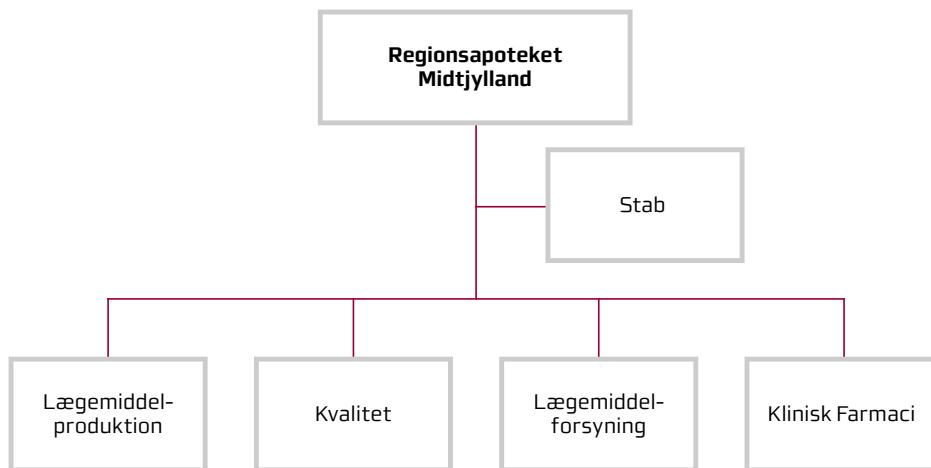 Regionsapoteket
Midtjylland
Stab
Lægemiddel-
produktion
Kvalitet
Lægemiddel-
forsyning
Klinisk Farmaci